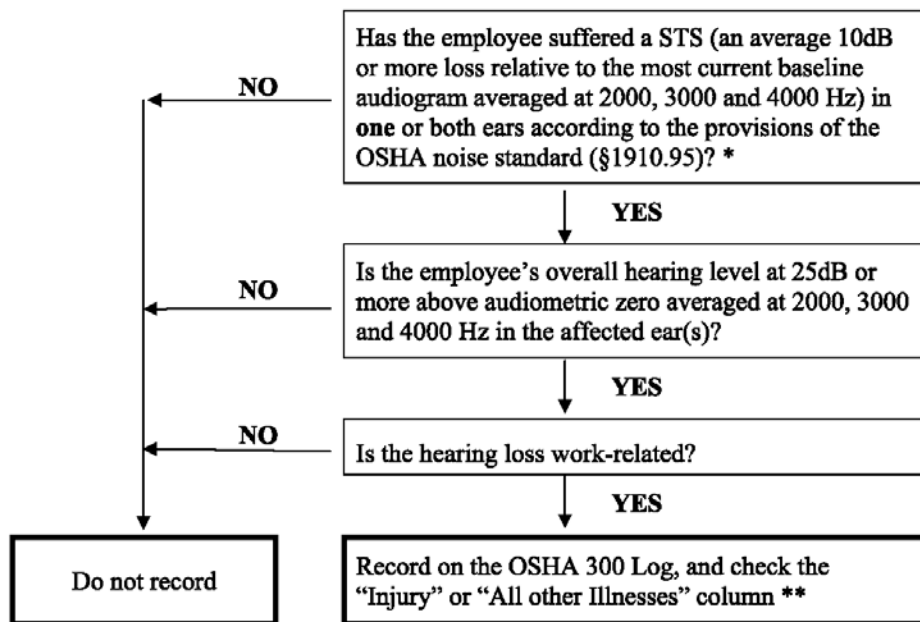 Has the employee suffered a STS (an average 10dB
or more loss relative to the most current baseline
audiogram averaged at 2000, 3000 and 4000 Hz) in
one or both ears according to the provisions of the
OSHA noise standard (§1910.95)? *
NO
YES
Is the employee's overall hearing level at 25dB or
more above audiometric zero averaged at 2000, 3000
and 4000 Hz in the affected ear(s)?
NO
YES
Is the hearing loss work-related?
NO
YES
Do not record
Record on the OSHA 300 Log, and check the
“Injury” or “All other Illnesses” column **